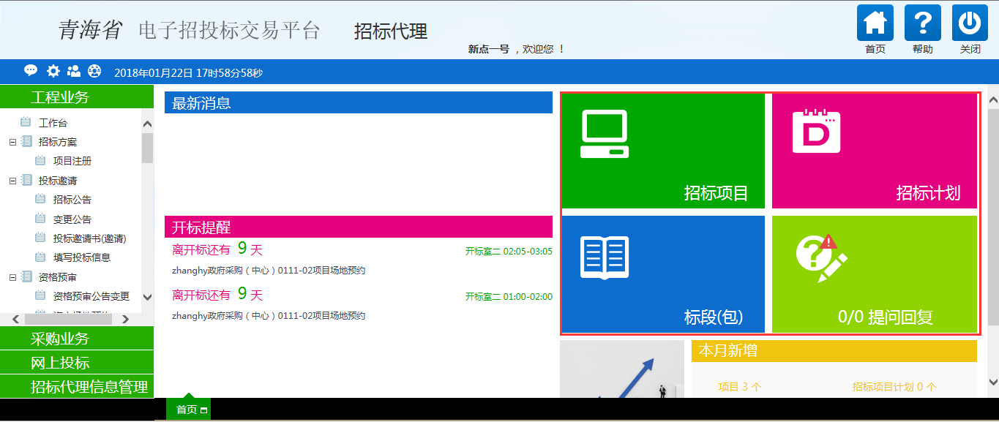 青海省 电子招投标交易平台 招标代理
新点一号 ，欢迎您 ！
首页 帮助 关闭
2018年01月22日 17时58分58秒
工程业务
工作台
招标方案
项目注册
投标邀请
招标公告
变更公告
投标邀请书(邀请)
填写投标信息
资格预审
资格预审公告变更
采购业务
网上投标
招标代理信息管理
最新消息
开标提醒
离开标还有 9 天 开标室二 02:05-03:05
zhanghy政府采购（中心）0111-02项目场地预约
离开标还有 9 天 开标室二 01:00-02:00
zhanghy政府采购（中心）0111-02项目场地预约
D
招标项目 招标计划
标段(包) 0/0 提问回复
本月新增
项目 3 个 招标项目计划 0 个
首页